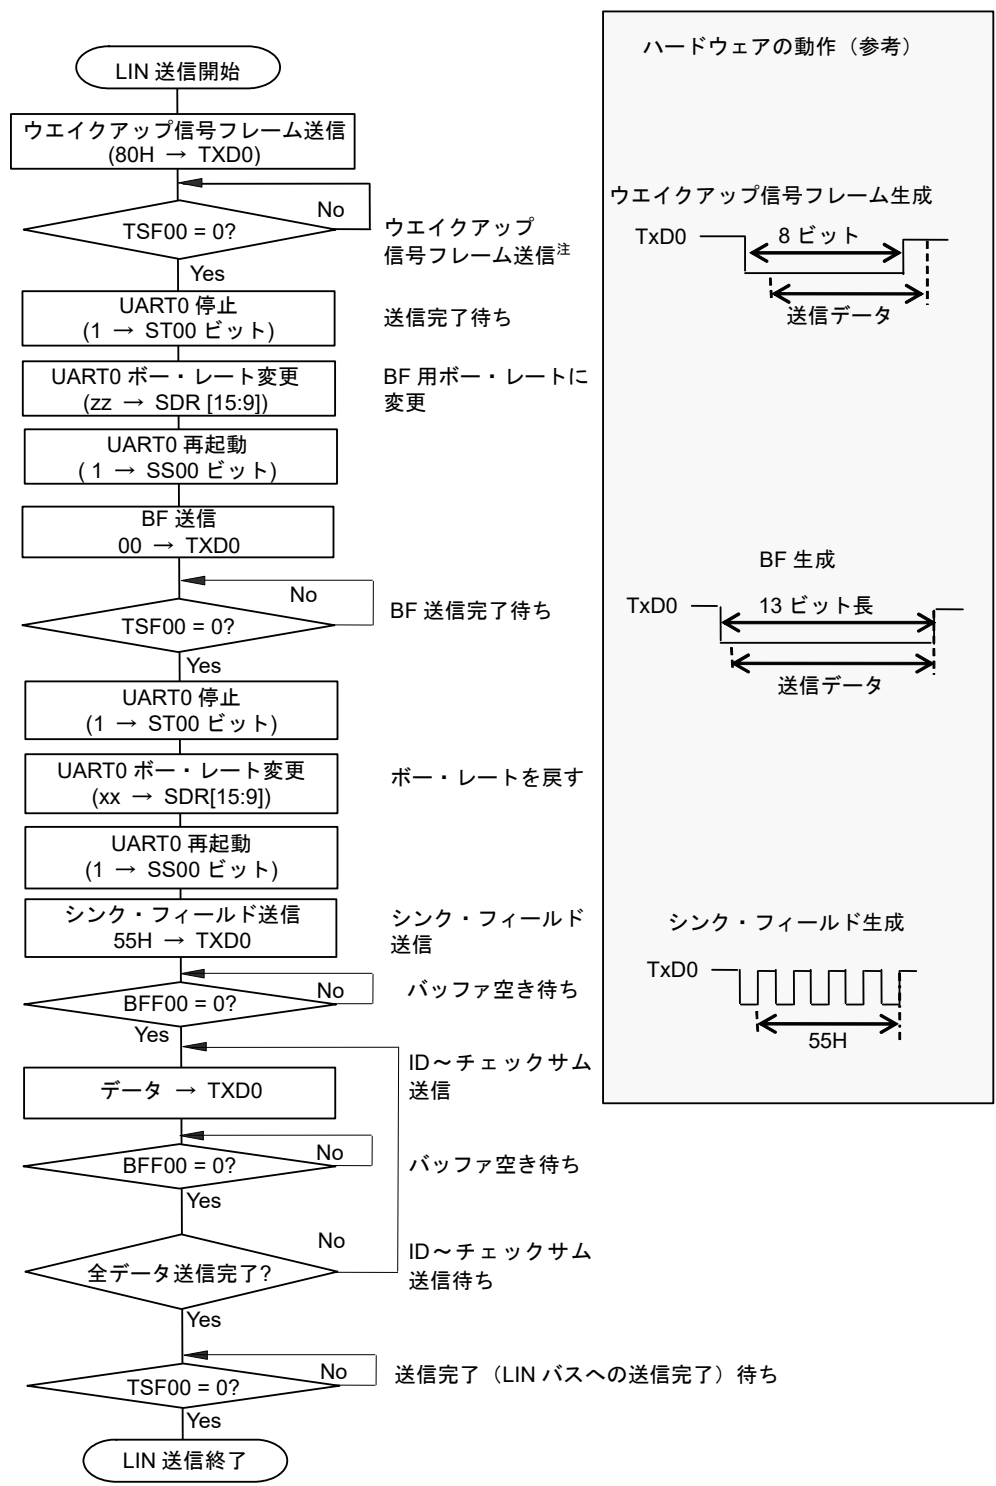 LIN 送信開始
ウエイクアップ信号フレーム送信
(80H → TXD0)
No
TSF00 = 0?
ウエイクアップ
信号フレーム送信注
Yes
UART0 停止
(1 → ST00 ビット)
送信完了待ち
UART0 ボー・レート変更
(zz → SDR [15:9])
BF 用ボー・レートに
変更
UART0 再起動
( 1 → SS00 ビット)
BF 送信
00 → TXD0
No
TSF00 = 0?
BF 送信完了待ち
Yes
UART0 停止
(1 → ST00 ビット)
UART0 ボー・レート変更
(xx → SDR[15:9])
ボー・レートを戻す
UART0 再起動
(1 → SS00 ビット)
シンク・フィールド送信
55H → TXD0
シンク・フィールド
送信
BFF00 = 0?
No
バッファ空き待ち
Yes
ID～チェックサム
送信
データ → TXD0
BFF00 = 0?
No
バッファ空き待ち
Yes
No
全データ送信完了?
ID～チェックサム
送信待ち
Yes
TSF00 = 0?
No
送信完了（LIN バスへの送信完了）待ち
Yes
LIN 送信終了
ハードウェアの動作（参考）
ウエイクアップ信号フレーム生成
TxD0
8 ビット
送信データ
BF 生成
TxD0
13 ビット長
送信データ
シンク・フィールド生成
TxD0
55H